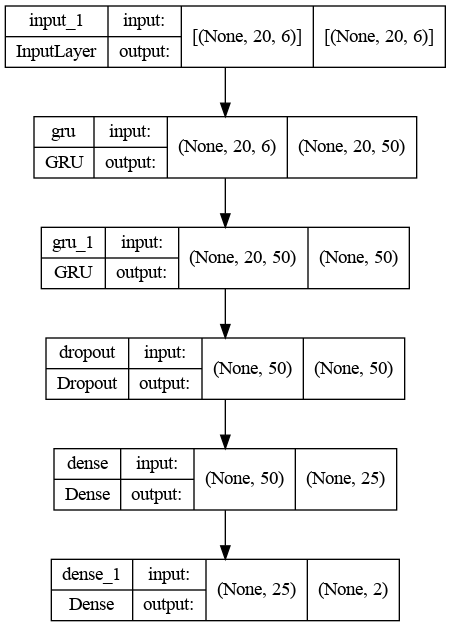 input_1 input: [(None, 20, 6)] [(None, 20, 6)]
InputLayer output:
gru input: (None, 20, 6) (None, 20, 50)
GRU output:
gru_1 input: (None, 20, 50) (None, 50)
GRU output:
dropout input: (None, 50) (None, 50)
Dropout output:
dense input: (None, 50) (None, 25)
Dense output:
dense_1 input: (None, 25) (None, 2)
Dense output: